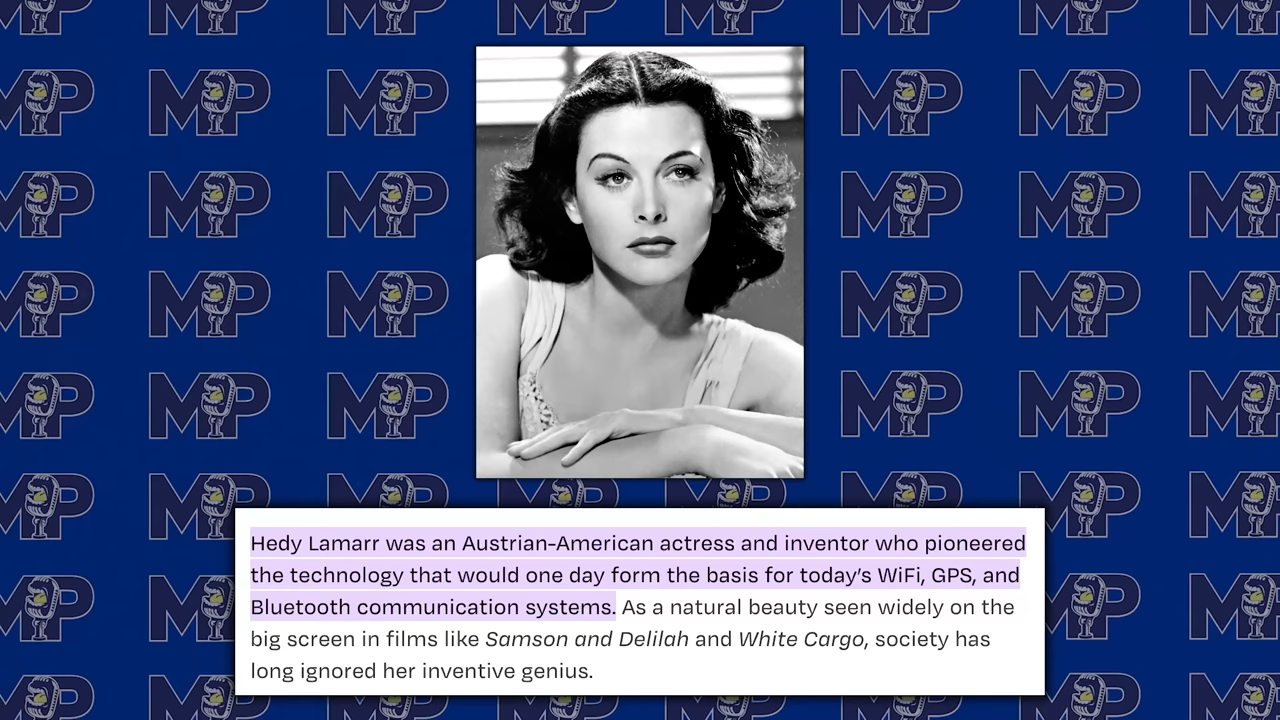 Hedy Lamarr was an Austrian-American actress and inventor who pioneered
the technology that would one day form the basis for today's WiFi, GPS, and
Bluetooth communication systems. As a natural beauty seen widely on the
big screen in films like Samson and Delilah and White Cargo, society has
long ignored her inventive genius.